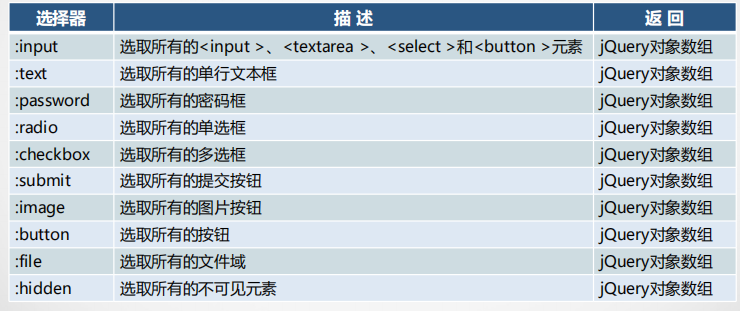 选择器 描 述 返 回
:input 选取所有的<input >、<textarea >、<select >和<button >元素 jQuery对象数组
:text 选取所有的单行文本框 jQuery对象数组
:password 选取所有的密码框 jQuery对象数组
:radio 选取所有的单选框 jQuery对象数组
:checkbox 选取所有的多选框 jQuery对象数组
:submit 选取所有的提交按钮 jQuery对象数组
:image 选取所有的图片按钮 jQuery对象数组
:button 选取所有的按钮 jQuery对象数组
:file 选取所有的文件域 jQuery对象数组
:hidden 选取所有的不可见元素 jQuery对象数组